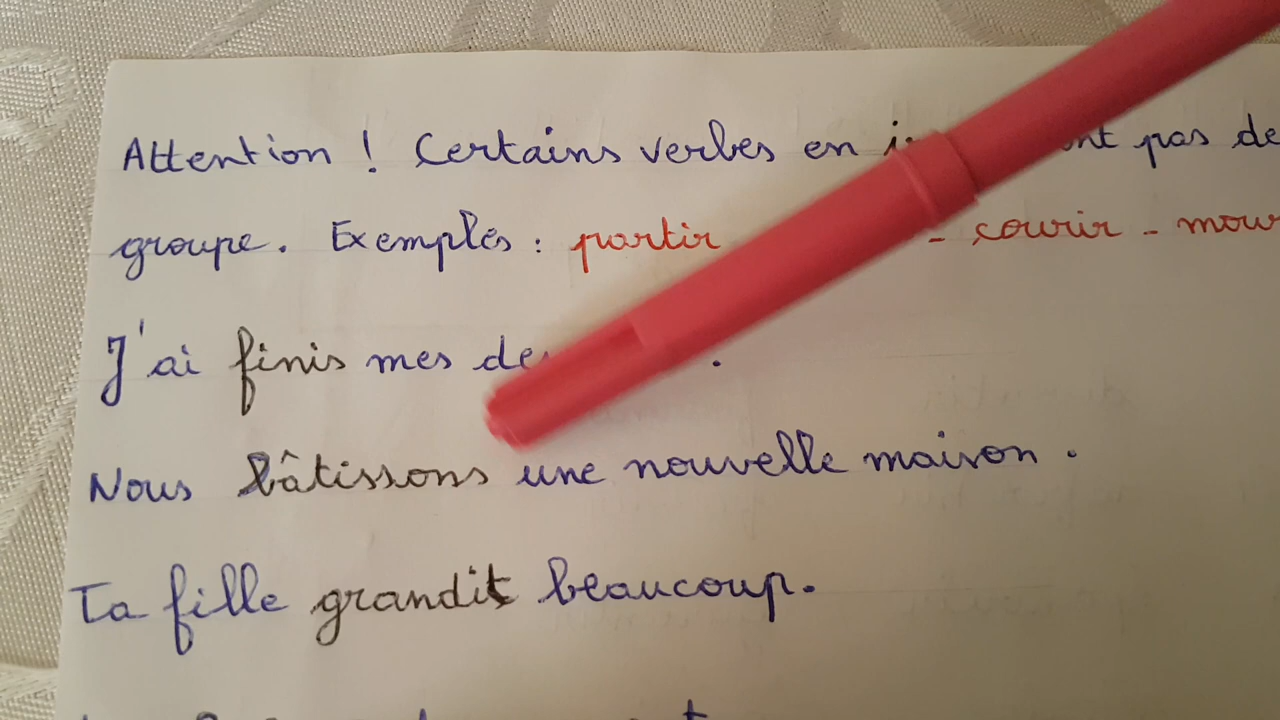 Attention ! Certains verbes en pas de
groupe. Exemples : partir - courir -
J'ai finis mes .
Nous bâtissons une nouvelle maison .
Ta fille grandit beaucoup.